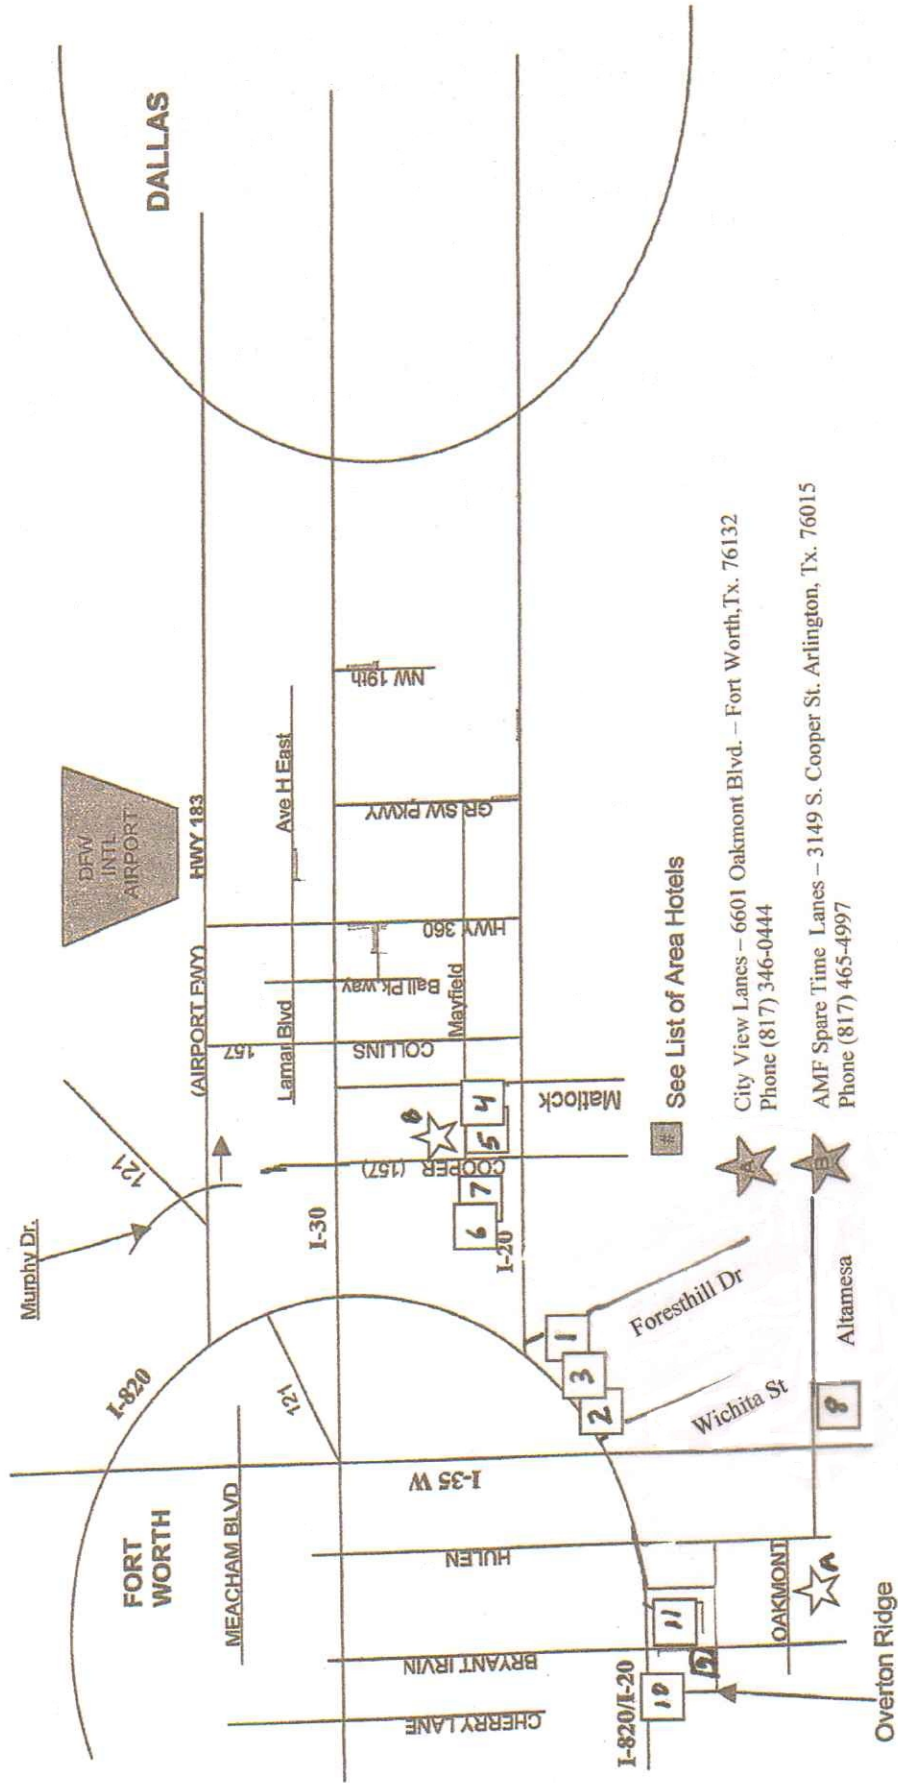 DALLAS
DFW
INTL
AIRPORT
(AIRPORT FWY)
HWY 183
Murphy Dr.
121
I-820
121
FORT
WORTH
MEACHAM BLVD
Lamar Blvd
Ave H East
157
I-30
COLLINS
Ball Pk way
HWY 360
GR SW PKWY
NW 19th
Mayfield
COOPER (157)
B
4
5
7
6
I-20
Matlock
I-35 W
HULEN
BRYANT IRVIN
CHERRY LANE
I-820/I-20
10
9
11
OAKMONT
A
Overton Ridge
1
3
2
Foresthill Dr
Wichita St
8
Altamesa
# See List of Area Hotels
A City View Lanes – 6601 Oakmont Blvd. – Fort Worth,Tx. 76132
Phone (817) 346-0444
B AMF Spare Time Lanes – 3149 S. Cooper St. Arlington, Tx. 76015
Phone (817) 465-4997